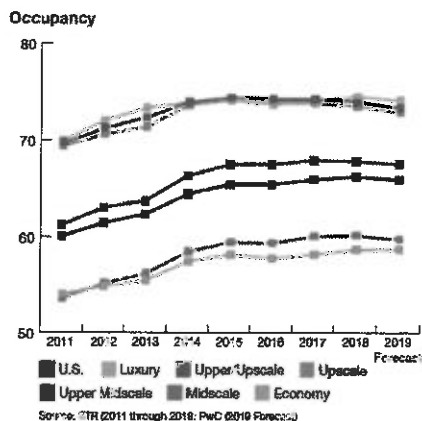 Occupancy
80
70
60
50
2011 2012 2013 2014 2015 2016 2017 2018 2019
Forecast
U.S. Luxury Upper Upscale Upscale
Upper Midscale Midscale Economy
Source: STR (2011 through 2018; PwC (2019 Forecast)